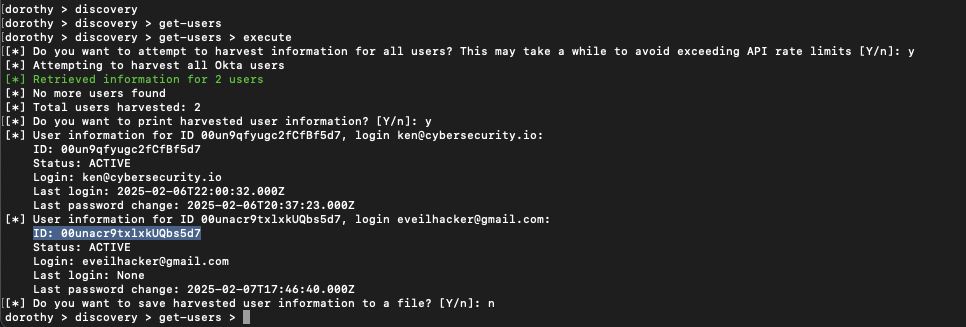 [dorothy > discovery
[dorothy > discovery > get-users
[dorothy > discovery > get-users > execute
[[*] Do you want to attempt to harvest information for all users? This may take a while to avoid exceeding API rate limits [Y/n]: y
[*] Attempting to harvest all Okta users
[*] Retrieved information for 2 users
[*] No more users found
[*] Total users harvested: 2
[[*] Do you want to print harvested user information? [Y/n]: y
[*] User information for ID 00un9qfyugc2fCfBf5d7, login ken@cybersecurity.io:
ID: 00un9qfyugc2fCfBf5d7
Status: ACTIVE
Login: ken@cybersecurity.io
Last login: 2025-02-06T22:00:32.000Z
Last password change: 2025-02-06T20:37:23.000Z
[*] User information for ID 00unacr9txlxkUQbs5d7, login eveilhacker@gmail.com:
ID: 00unacr9txlxkUQbs5d7
Status: ACTIVE
Login: eveilhacker@gmail.com
Last login: None
Last password change: 2025-02-07T17:46:40.000Z
[[*] Do you want to save harvested user information to a file? [Y/n]: n
dorothy > discovery > get-users >